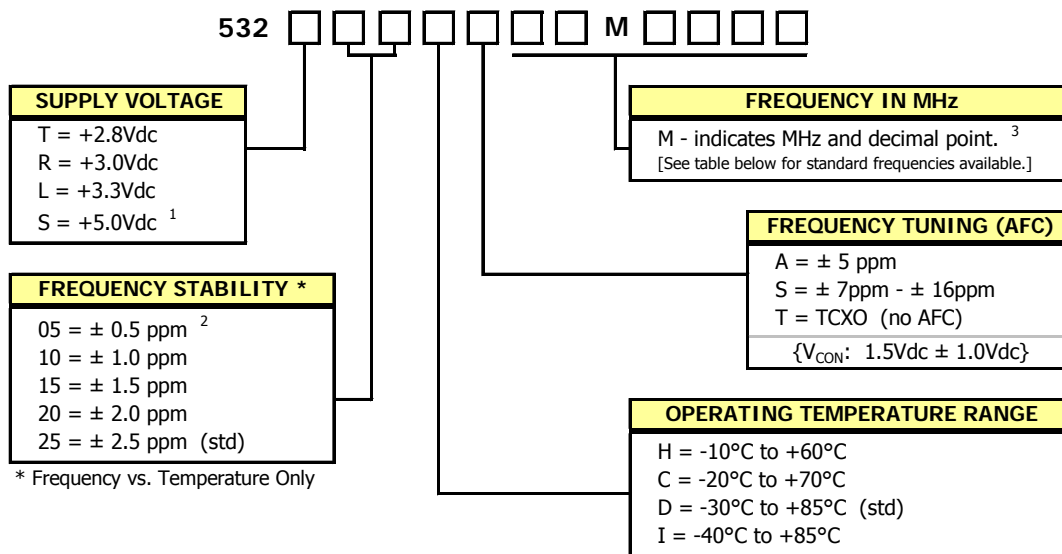 532 M
SUPPLY VOLTAGE
T = +2.8Vdc
R = +3.0Vdc
L = +3.3Vdc
S = +5.0Vdc 1
FREQUENCY STABILITY *
05 = ± 0.5 ppm 2
10 = ± 1.0 ppm
15 = ± 1.5 ppm
20 = ± 2.0 ppm
25 = ± 2.5 ppm (std)
* Frequency vs. Temperature Only
FREQUENCY IN MHz
M - indicates MHz and decimal point. 3
[See table below for standard frequencies available.]
FREQUENCY TUNING (AFC)
A = ± 5 ppm
S = ± 7ppm - ± 16ppm
T = TCXO (no AFC)
{VCON: 1.5Vdc ± 1.0Vdc}
OPERATING TEMPERATURE RANGE
H = -10°C to +60°C
C = -20°C to +70°C
D = -30°C to +85°C (std)
I = -40°C to +85°C